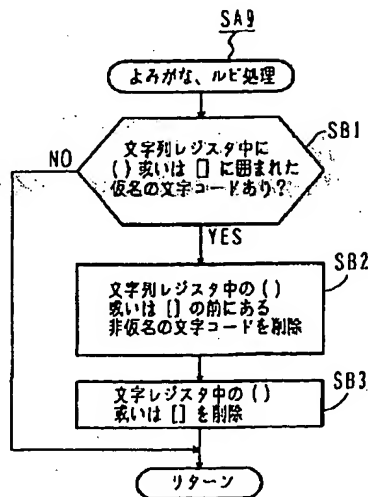 SA9
よみがな、ルビ処理
SB1
文字列レジスタ中に
()或いは[]に囲まれた
仮名の文字コードあり?
NO
YES
SB2
文字列レジスタ中の()
或いは[]の前にある
非仮名の文字コードを削除
SB3
文字レジスタ中の()
或いは[]を削除
リターン